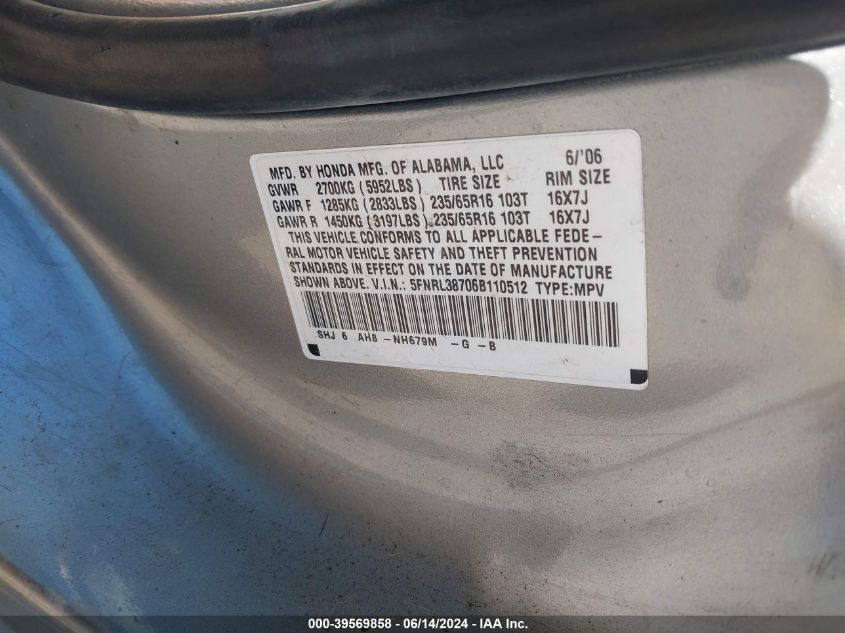 MFD. BY HONDA MFG. OF ALABAMA, LLC 6/'06
GVWR 2700KG (5952LBS) TIRE SIZE RIM SIZE
GAWR F 1285KG (2833LBS) 235/65R16 103T 16X7J
GAWR R 1450KG (3197LBS) 235/65R16 103T 16X7J
THIS VEHICLE CONFORMS TO ALL APPLICABLE FEDE-
RAL MOTOR VEHICLE SAFETY AND THEFT PREVENTION
STANDARDS IN EFFECT ON THE DATE OF MANUFACTURE
SHOWN ABOVE. V.I.N.: 5FNRL38706B110512 TYPE:MPV
SHJ 6 AH8 -NH679M -G -B
000-39569858 - 06/14/2024 - IAAI.com